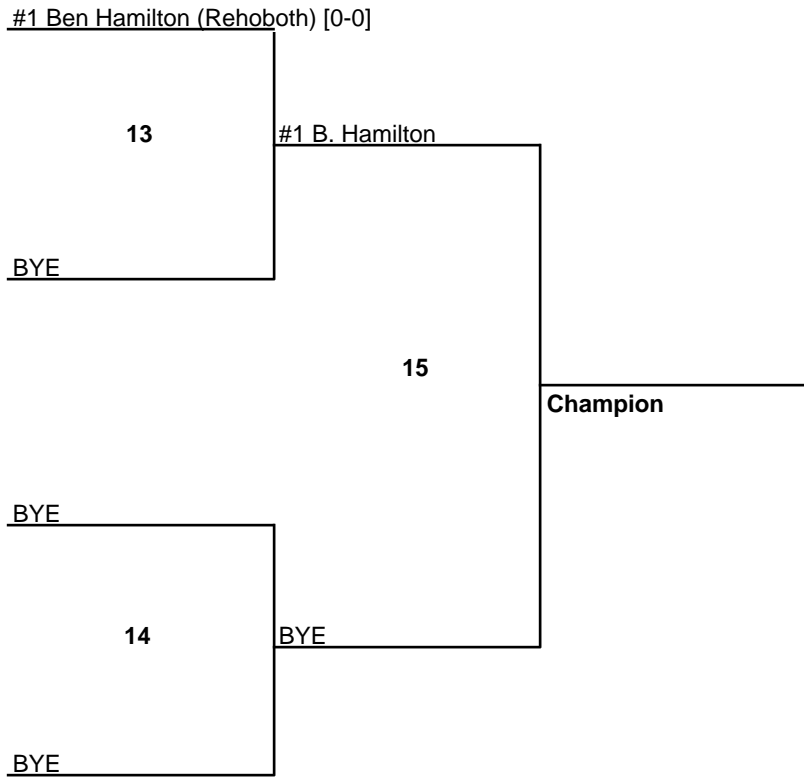 #1 Ben Hamilton (Rehoboth) [0-0]
13
#1 B. Hamilton
BYE
15
Champion
BYE
14
BYE
BYE